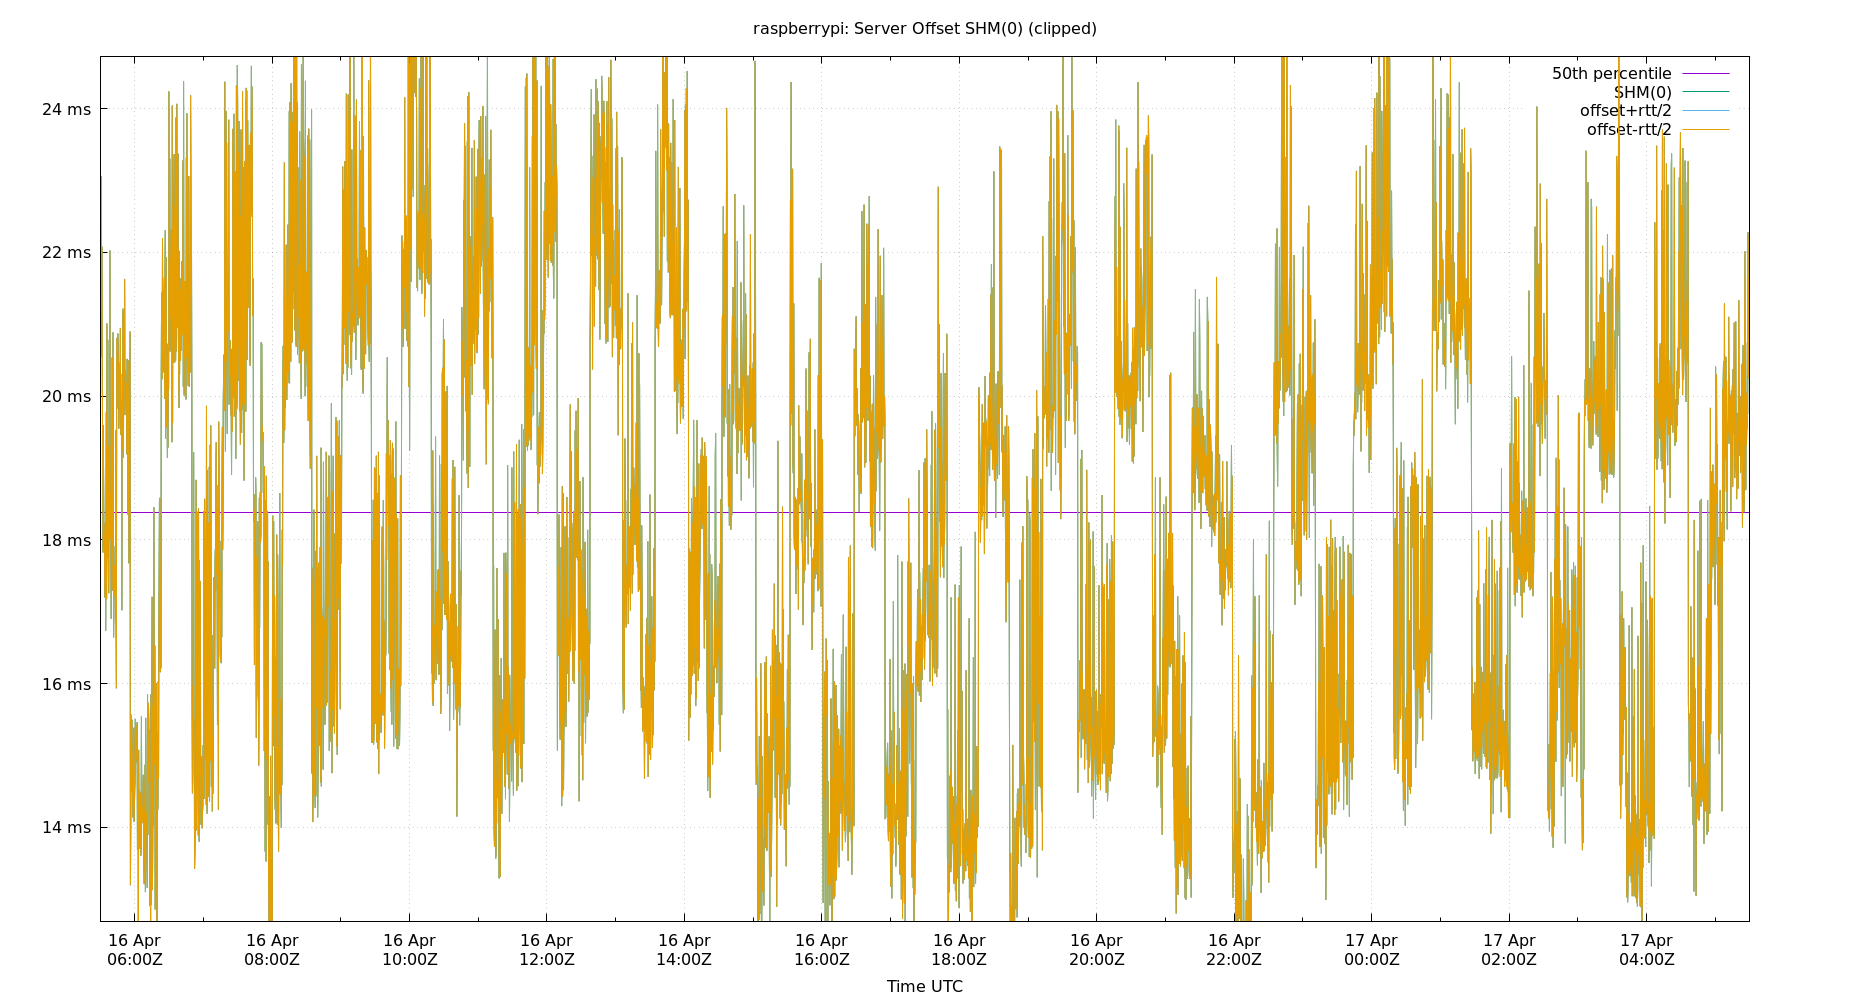 raspberrypi: Server Offset SHM(0) (clipped)
50th percentile
SHM(0)
offset+rtt/2
offset-rtt/2
24 ms
22 ms
20 ms
18 ms
16 ms
14 ms
16 Apr 16 Apr 16 Apr 16 Apr 16 Apr 16 Apr 16 Apr 16 Apr 16 Apr 17 Apr 17 Apr 17 Apr
06:00Z 08:00Z 10:00Z 12:00Z 14:00Z 16:00Z 18:00Z 20:00Z 22:00Z 00:00Z 02:00Z 04:00Z
Time UTC